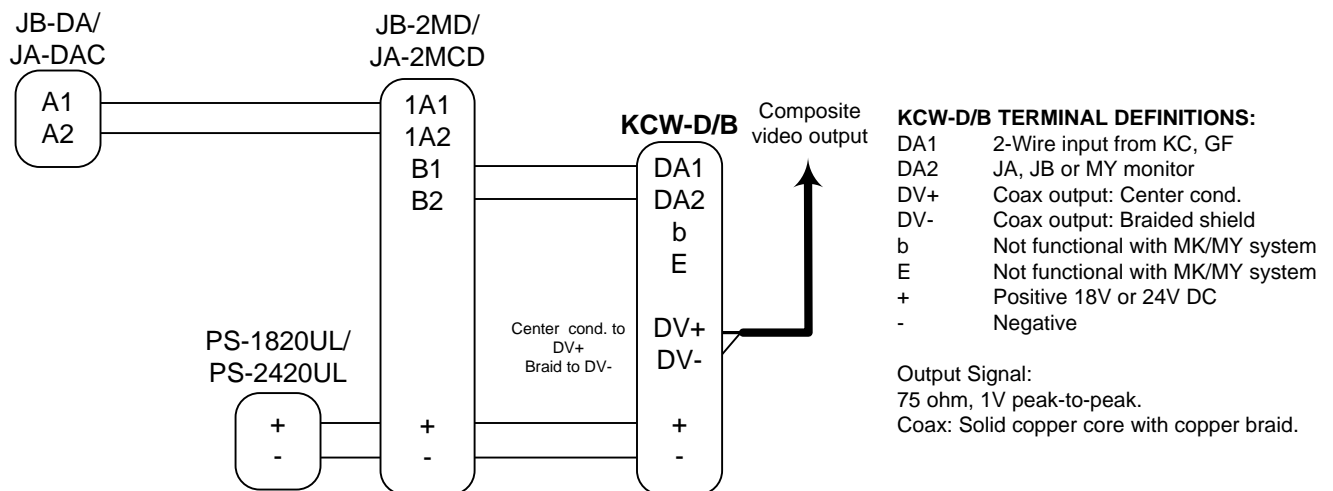 JB-DA/
JA-DAC
A1
A2
JB-2MD/
JA-2MCD
1A1
1A2
B1
B2
+
-
PS-1820UL/
PS-2420UL
+
-
Center cond. to
DV+
Braid to DV-
KCW-D/B
DA1
DA2
b
E
DV+
DV-
+
-
Composite
video output
KCW-D/B TERMINAL DEFINITIONS:
DA1 2-Wire input from KC, GF
DA2 JA, JB or MY monitor
DV+ Coax output: Center cond.
DV- Coax output: Braided shield
b Not functional with MK/MY system
E Not functional with MK/MY system
+ Positive 18V or 24V DC
- Negative
Output Signal:
75 ohm, 1V peak-to-peak.
Coax: Solid copper core with copper braid.